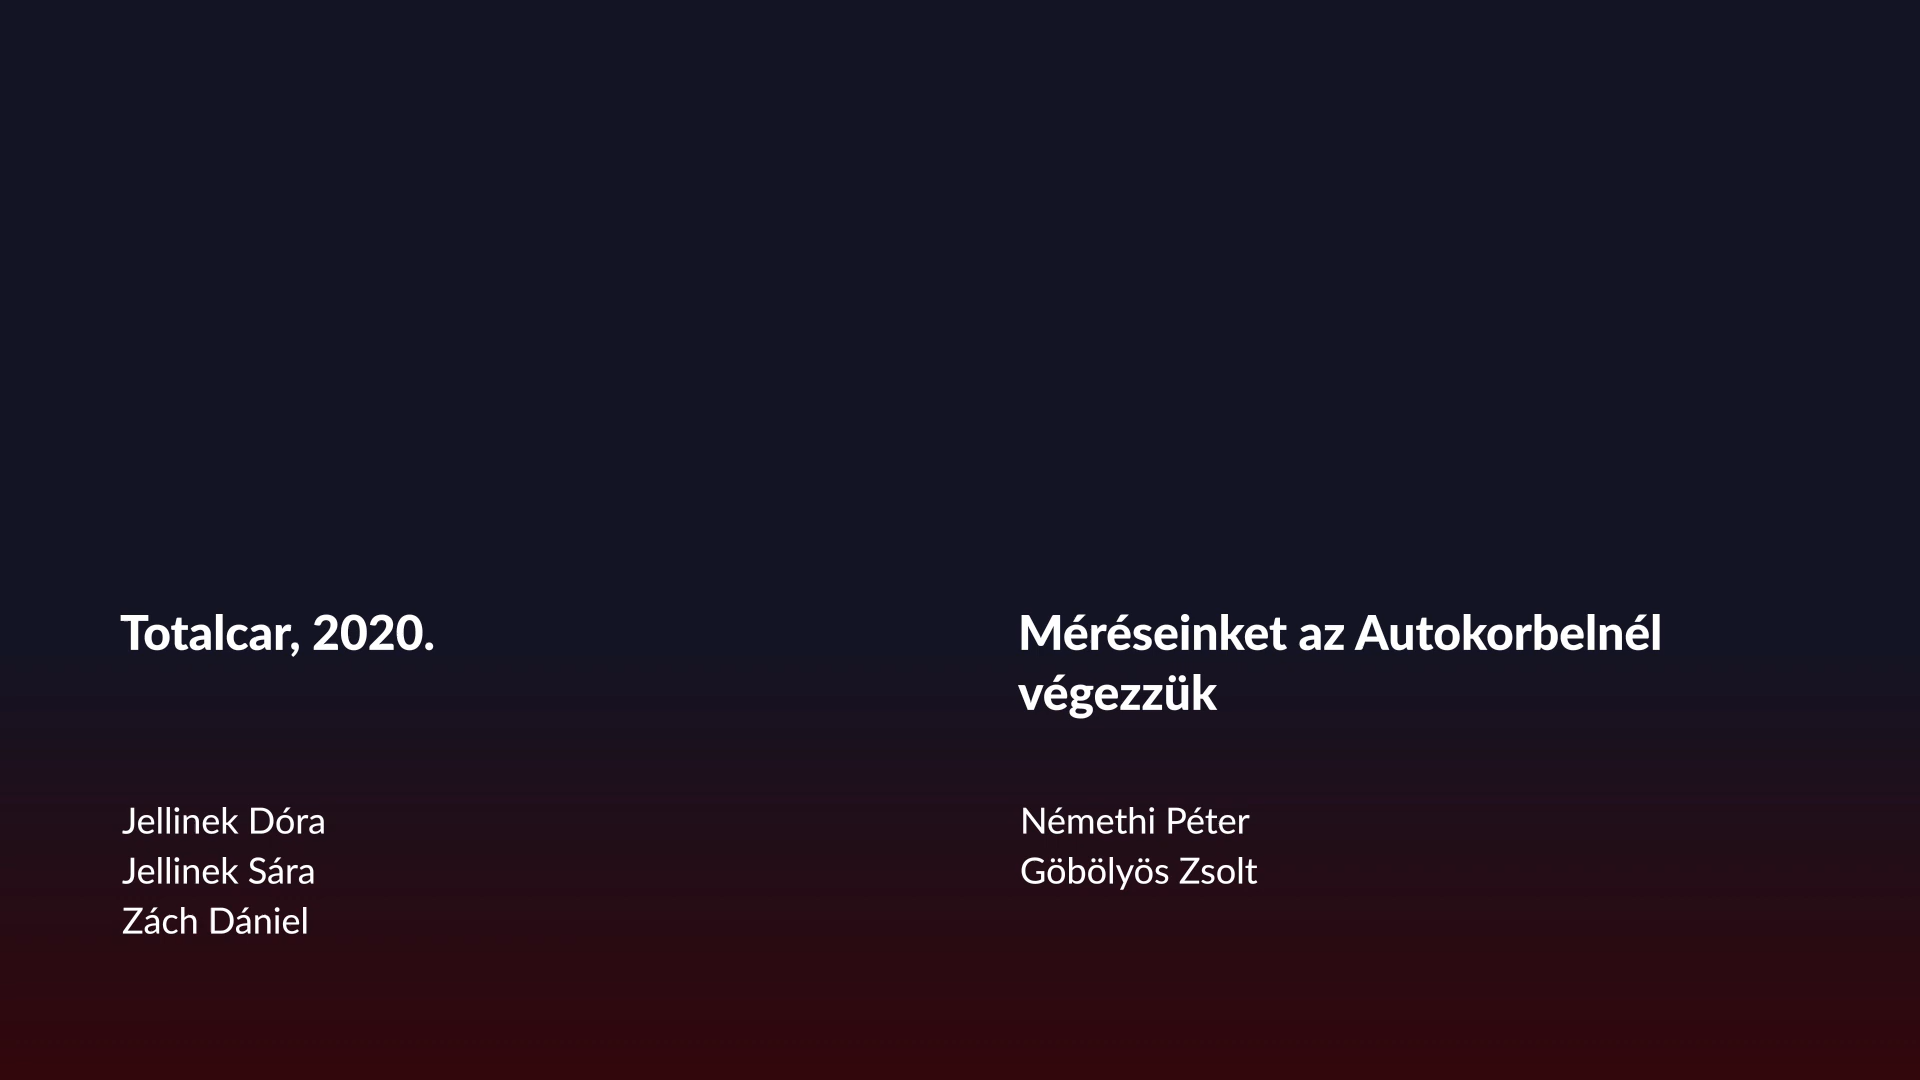 Totalcar, 2020.
Jellinek Dóra
Jellinek Sára
Zách Dániel
Méréseinket az Autokorbelnél
végezzük
Némethi Péter
Göbölyös Zsolt